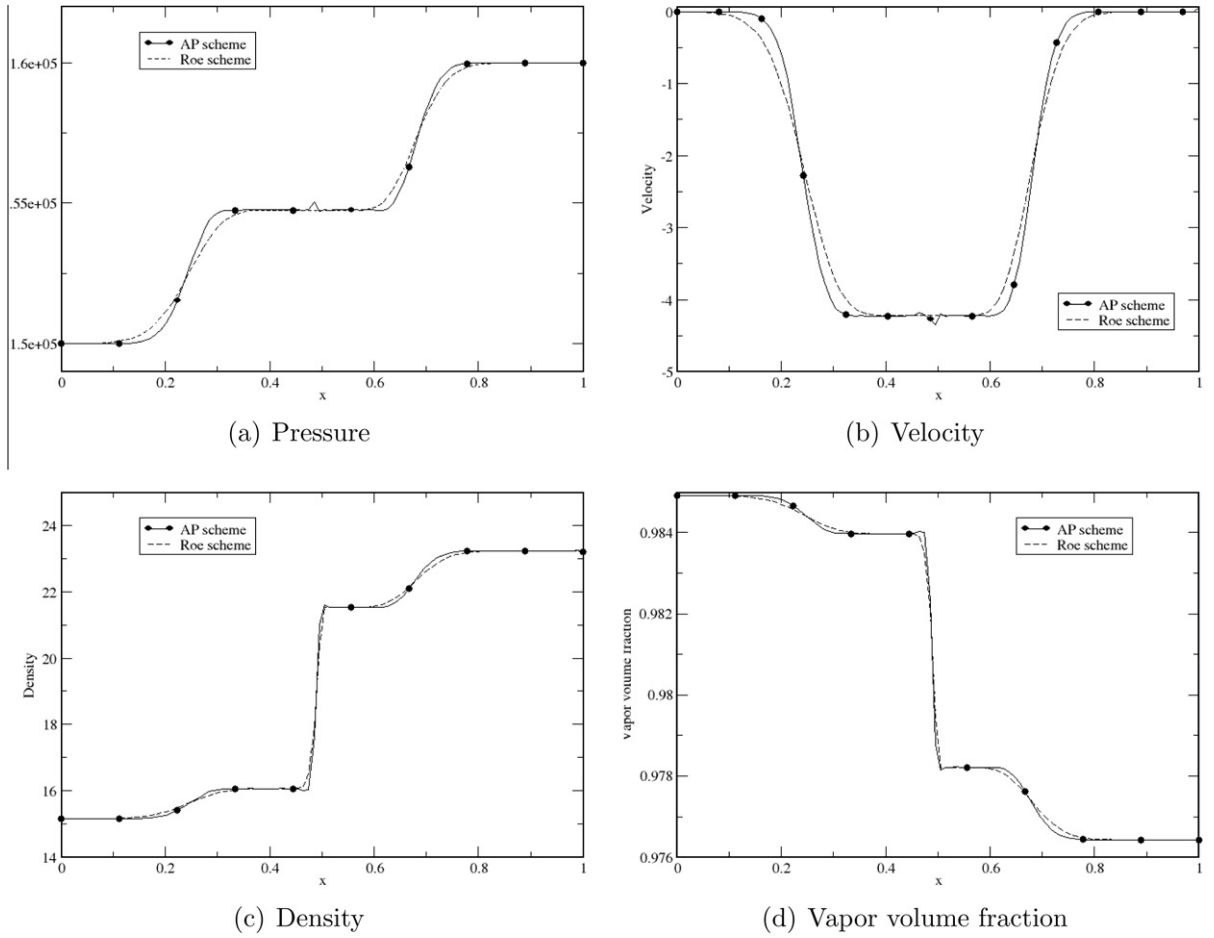 AP scheme
Roe scheme
1.6e+05
.55e+05
1.5e+05
0 0.2 0.4 0.6 0.8 1
x
(a) Pressure
0
-1
-2
-3
-4
-5
Velocity
AP scheme
Roe scheme
0 0.2 0.4 0.6 0.8 1
x
(b) Velocity
24
22
20
18
16
14
Density
AP scheme
Roe scheme
0 0.2 0.4 0.6 0.8 1
x
(c) Density
0.984
0.982
0.98
0.978
0.976
vapor volume fraction
AP scheme
Roe scheme
0 0.2 0.4 0.6 0.8 1
x
(d) Vapor volume fraction